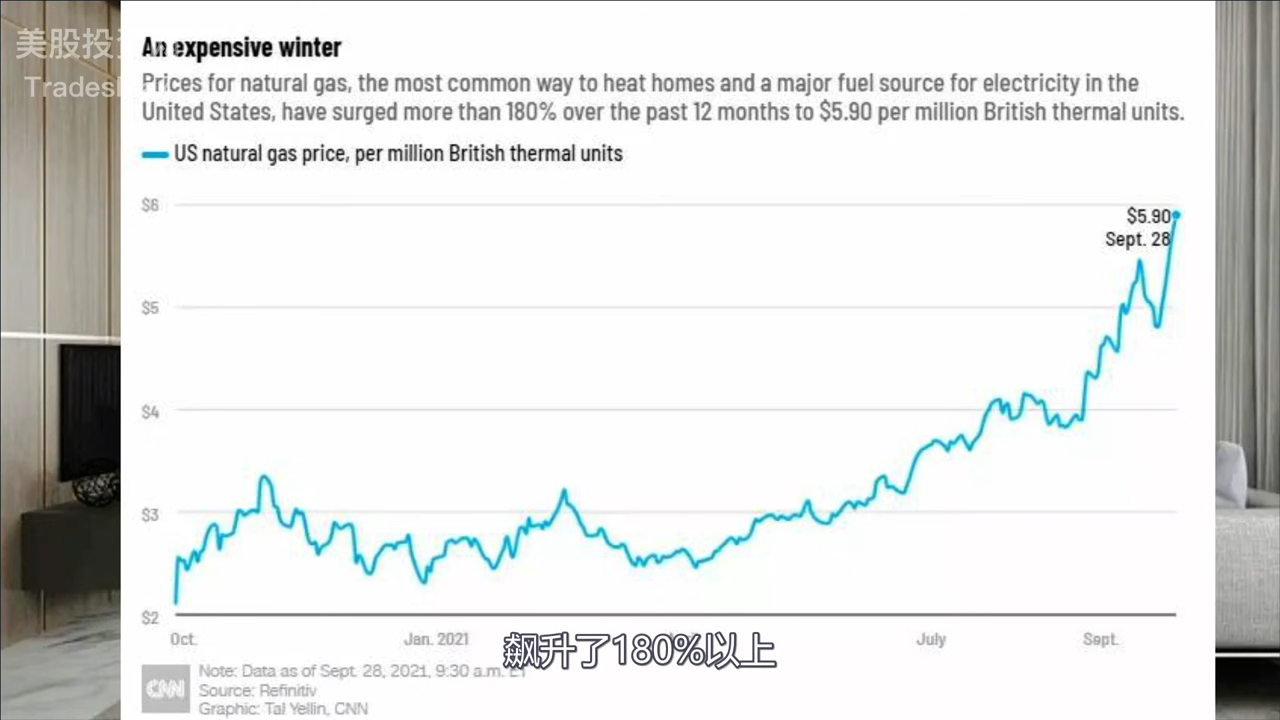 美股投资
Tradesh
An expensive winter
Prices for natural gas, the most common way to heat homes and a major fuel source for electricity in the
United States, have surged more than 180% over the past 12 months to $5.90 per million British thermal units.
US natural gas price, per million British thermal units
$6
$5.90
Sept. 28
$5
$4
$3
$2
Oct.
Jan. 2021
July
Sept.
飙升了180%以上
CNN
Note: Data as of Sept. 28, 2021, 9:30 a.m. ET
Source: Refinitiv
Graphic: Tal Yellin, CNN